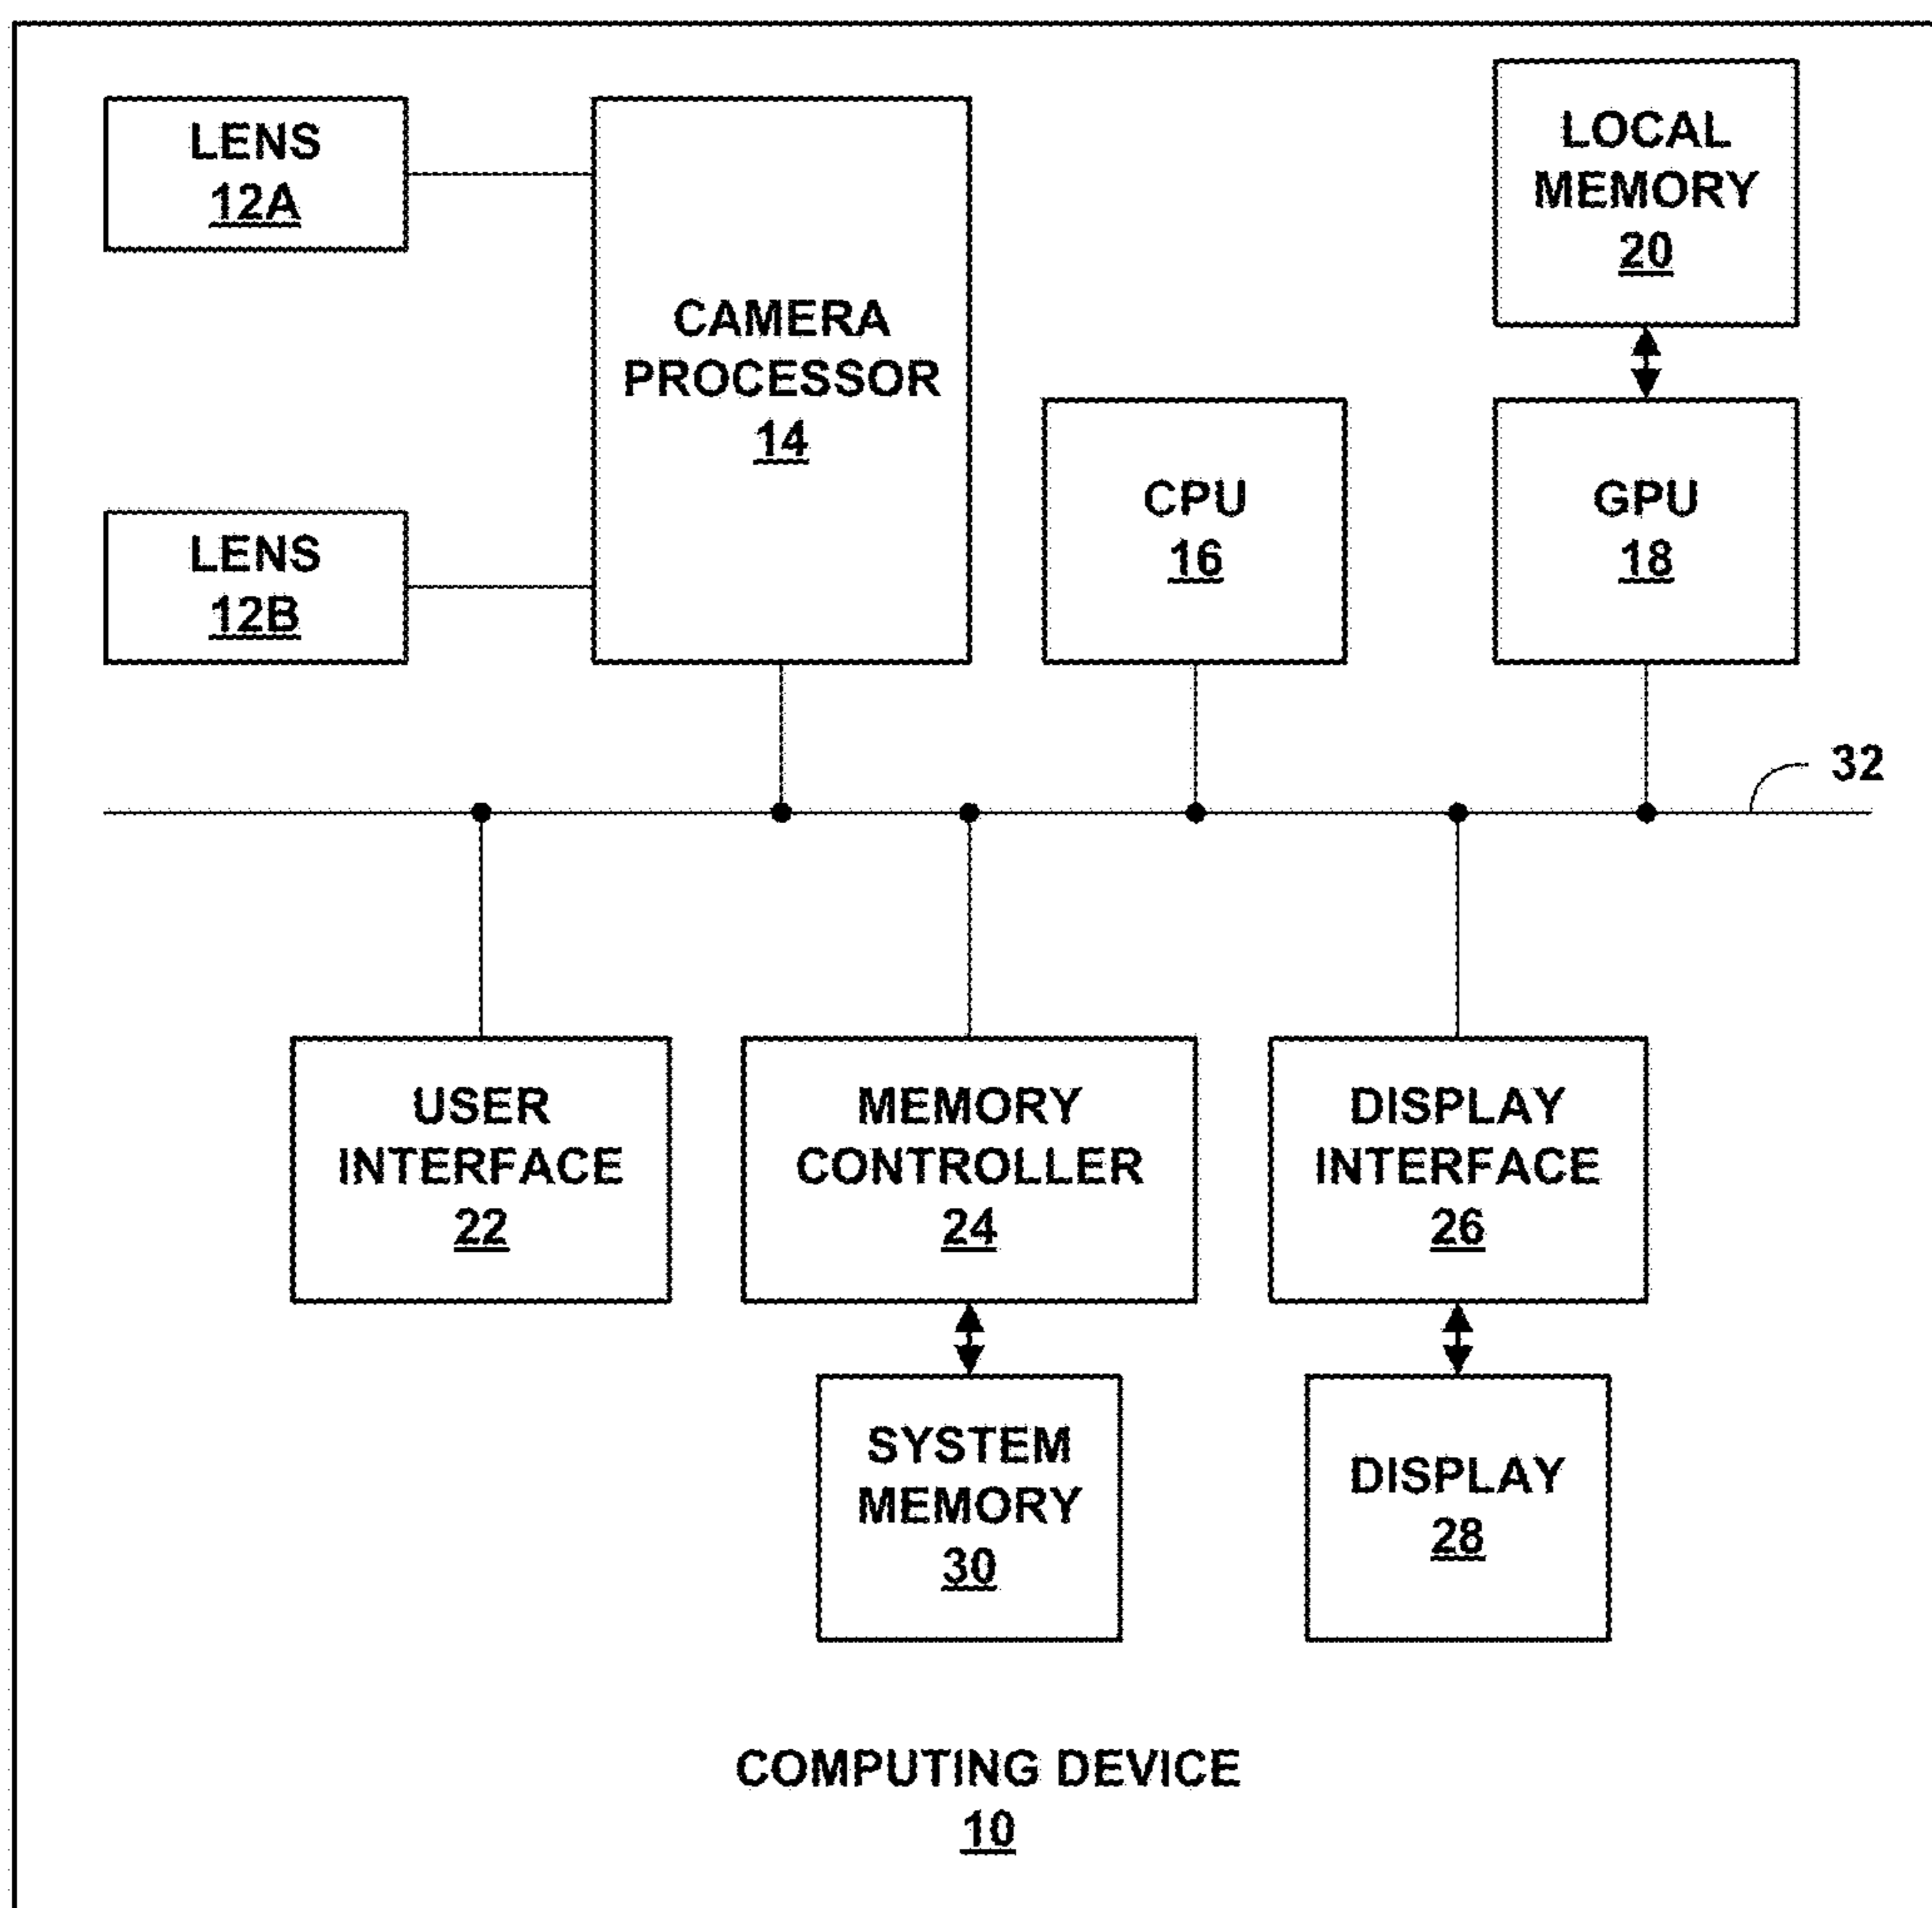 LENS
12A
CAMERA
PROCESSOR
14
LOCAL
MEMORY
20
LENS
12B
CPU
16
GPU
18
32
USER
INTERFACE
22
MEMORY
CONTROLLER
24
DISPLAY
INTERFACE
26
SYSTEM
MEMORY
30
DISPLAY
28
COMPUTING DEVICE
10